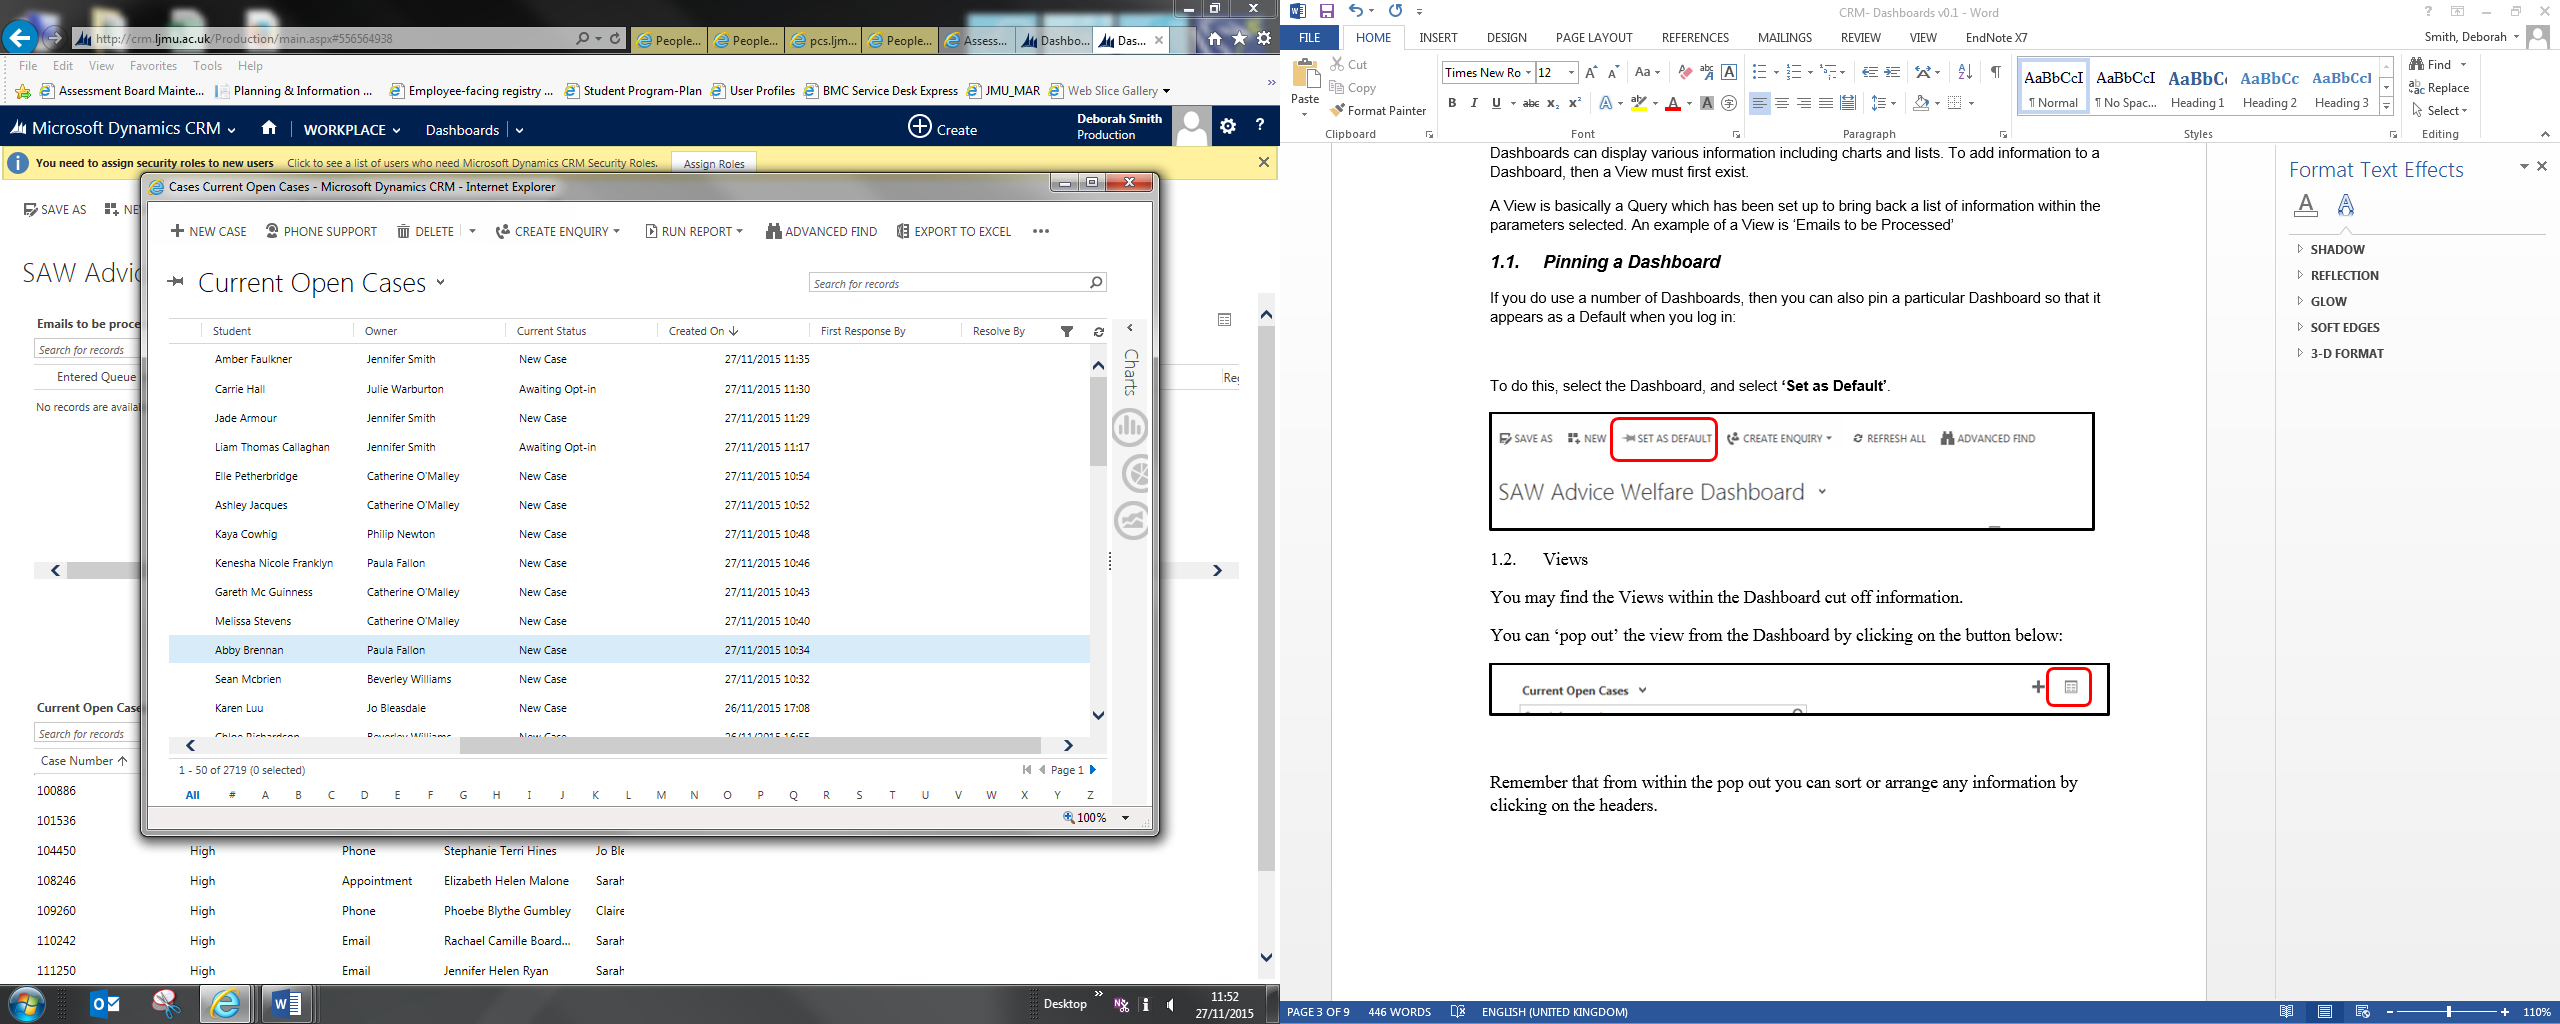 http://crm.ljmu.ac.uk/Production/main.aspx#556564938
People...
People...
pcs.ljm...
People...
Assess...
Dashbo...
Das...
File Edit View Favorites Tools Help
Assessment Board Mainte...
Planning & Information ...
Employee-facing registry ...
Student Program-Plan
User Profiles
BMC Service Desk Express
JMU_MAR
Web Slice Gallery
Microsoft Dynamics CRM
WORKPLACE
Dashboards
Create
Deborah Smith
Production
You need to assign security roles to new users Click to see a list of users who need Microsoft Dynamics CRM Security Roles. Assign Roles
SAVE AS
NE
SAW Advic
Emails to be proce
Search for records
Entered Queue
Reg
No records are availa
Cases Current Open Cases - Microsoft Dynamics CRM - Internet Explorer
NEW CASE PHONE SUPPORT DELETE CREATE ENQUIRY RUN REPORT ADVANCED FIND EXPORT TO EXCEL
Current Open Cases
Search for records
Student Owner Current Status Created On First Response By Resolve By
Charts
Amber Faulkner Jennifer Smith New Case 27/11/2015 11:35
Carrie Hall Julie Warburton Awaiting Opt-in 27/11/2015 11:30
Jade Armour Jennifer Smith New Case 27/11/2015 11:29
Liam Thomas Callaghan Jennifer Smith Awaiting Opt-in 27/11/2015 11:17
Elle Petherbridge Catherine O'Malley New Case 27/11/2015 10:54
Ashley Jacques Catherine O'Malley New Case 27/11/2015 10:52
Kaya Cowhig Philip Newton New Case 27/11/2015 10:48
Kenesha Nicole Franklyn Paula Fallon New Case 27/11/2015 10:46
Gareth Mc Guinness Catherine O'Malley New Case 27/11/2015 10:43
Melissa Stevens Catherine O'Malley New Case 27/11/2015 10:40
Abby Brennan Paula Fallon New Case 27/11/2015 10:34
Sean Mcbrien Beverley Williams New Case 27/11/2015 10:32
Karen Luu Jo Bleasdale New Case 26/11/2015 17:08
Chloe Richardson Beverley Williams New Case 26/11/2015 16:55
1 - 50 of 2719 (0 selected) Page 1
All # A B C D E F G H I J K L M N O P Q R S T U V W X Y Z
100%
Current Open Case
Search for records
Case Number
100886
101536
104450 High Phone Stephanie Terri Hines Jo Ble
108246 High Appointment Elizabeth Helen Malone Sarah
109260 High Phone Phoebe Blythe Gumbley Claire
110242 High Email Rachael Camille Board... Sarah
111250 High Email Jennifer Helen Ryan Sarah
Desktop
11:52
27/11/2015
CRM- Dashboards v0.1 - Word
FILE HOME INSERT DESIGN PAGE LAYOUT REFERENCES MAILINGS REVIEW VIEW EndNote X7
Smith, Deborah
Paste
Cut
Copy
Format Painter
Clipboard
Times New Ro 12
Font
Paragraph
AaBbCcI AaBbCcI AaBbC AaBbCc AaBbCcI
¶ Normal ¶ No Spac... Heading 1 Heading 2 Heading 3
Styles
Find
Replace
Select
Editing
Dashboards can display various information including charts and lists. To add information to a
Dashboard, then a View must first exist.
A View is basically a Query which has been set up to bring back a list of information within the
parameters selected. An example of a View is ‘Emails to be Processed’
1.1. Pinning a Dashboard
If you do use a number of Dashboards, then you can also pin a particular Dashboard so that it
appears as a Default when you log in:
To do this, select the Dashboard, and select ‘Set as Default’.
SAVE AS NEW SET AS DEFAULT CREATE ENQUIRY REFRESH ALL ADVANCED FIND
SAW Advice Welfare Dashboard
1.2. Views
You may find the Views within the Dashboard cut off information.
You can ‘pop out’ the view from the Dashboard by clicking on the button below:
Current Open Cases
Remember that from within the pop out you can sort or arrange any information by
clicking on the headers.
Format Text Effects
SHADOW
REFLECTION
GLOW
SOFT EDGES
3-D FORMAT
PAGE 3 OF 9 446 WORDS ENGLISH (UNITED KINGDOM) 110%